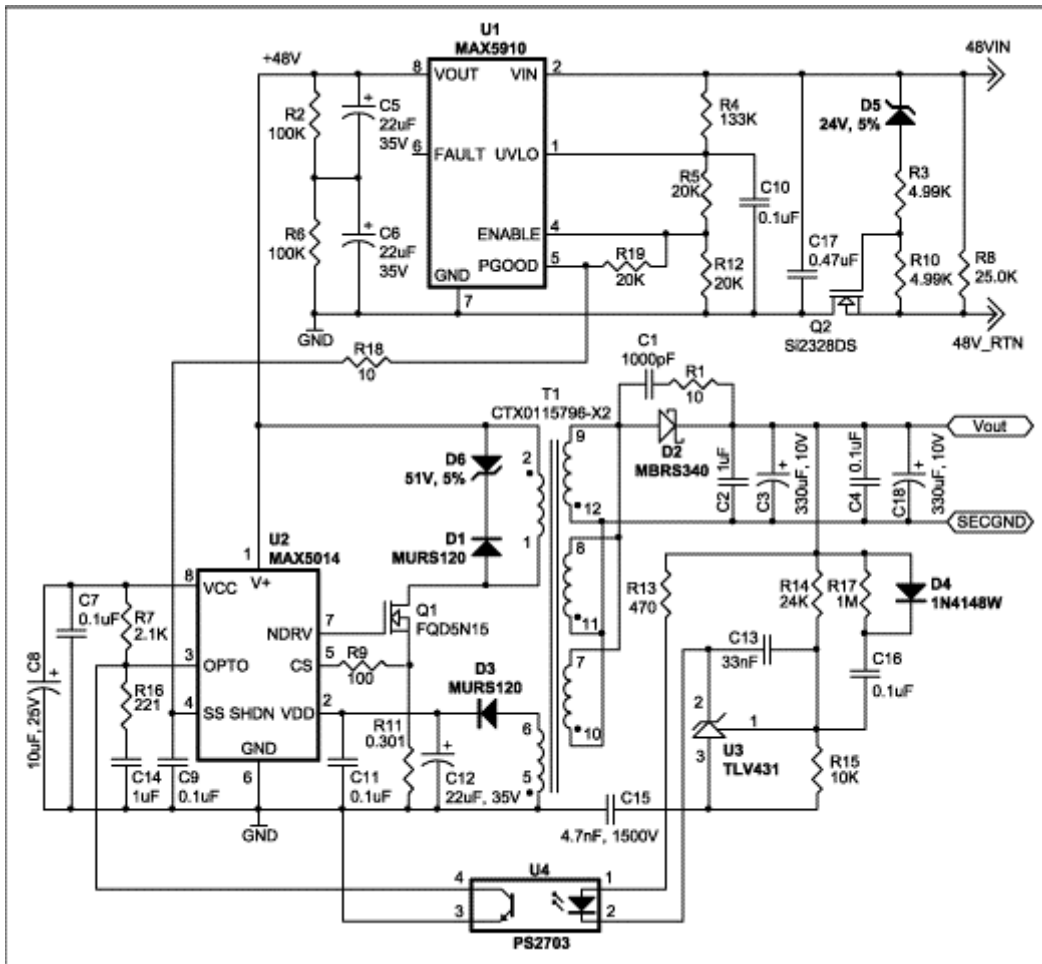 U1
MAX5910
+48V
48VIN
8
VOUT
VIN
2
R2
100K
C5
22uF
35V
R4
133K
D5
24V, 5%
6
FAULT
UVLO
1
R5
20K
C10
0.1uF
R3
4.99K
R6
100K
C6
22uF
35V
ENABLE
4
PGOOD
5
R19
20K
R12
20K
C17
0.47uF
R10
4.99K
R8
25.0K
GND
7
GND
Q2
SI2328DS
48V_RTN
R18
10
C1
1000pF
R1
10
T1
CTX0115796-X2
9
2
D6
51V, 5%
D2
MBRS340
Vout
C2
1uF
C3
330uF, 10V
C4
0.1uF
C18
330uF, 10V
12
SECGND
1
D1
MURS120
8
U2
MAX5014
1
8
VCC
V+
C7
0.1uF
R7
2.1K
NDRV
7
Q1
FQD5N15
11
R13
470
R14
24K
R17
1M
D4
1N4148W
C8
10uF, 25V
3
OPTO
CS
5
R9
100
7
C13
33nF
C16
0.1uF
R16
221
D3
MURS120
4
SS SHDN
VDD
2
R11
0.301
6
10
2
1
U3
TLV431
3
GND
6
C14
1uF
C9
0.1uF
C11
0.1uF
C12
22uF, 35V
5
R15
10K
GND
C15
4.7nF, 1500V
U4
4
1
3
2
PS2703